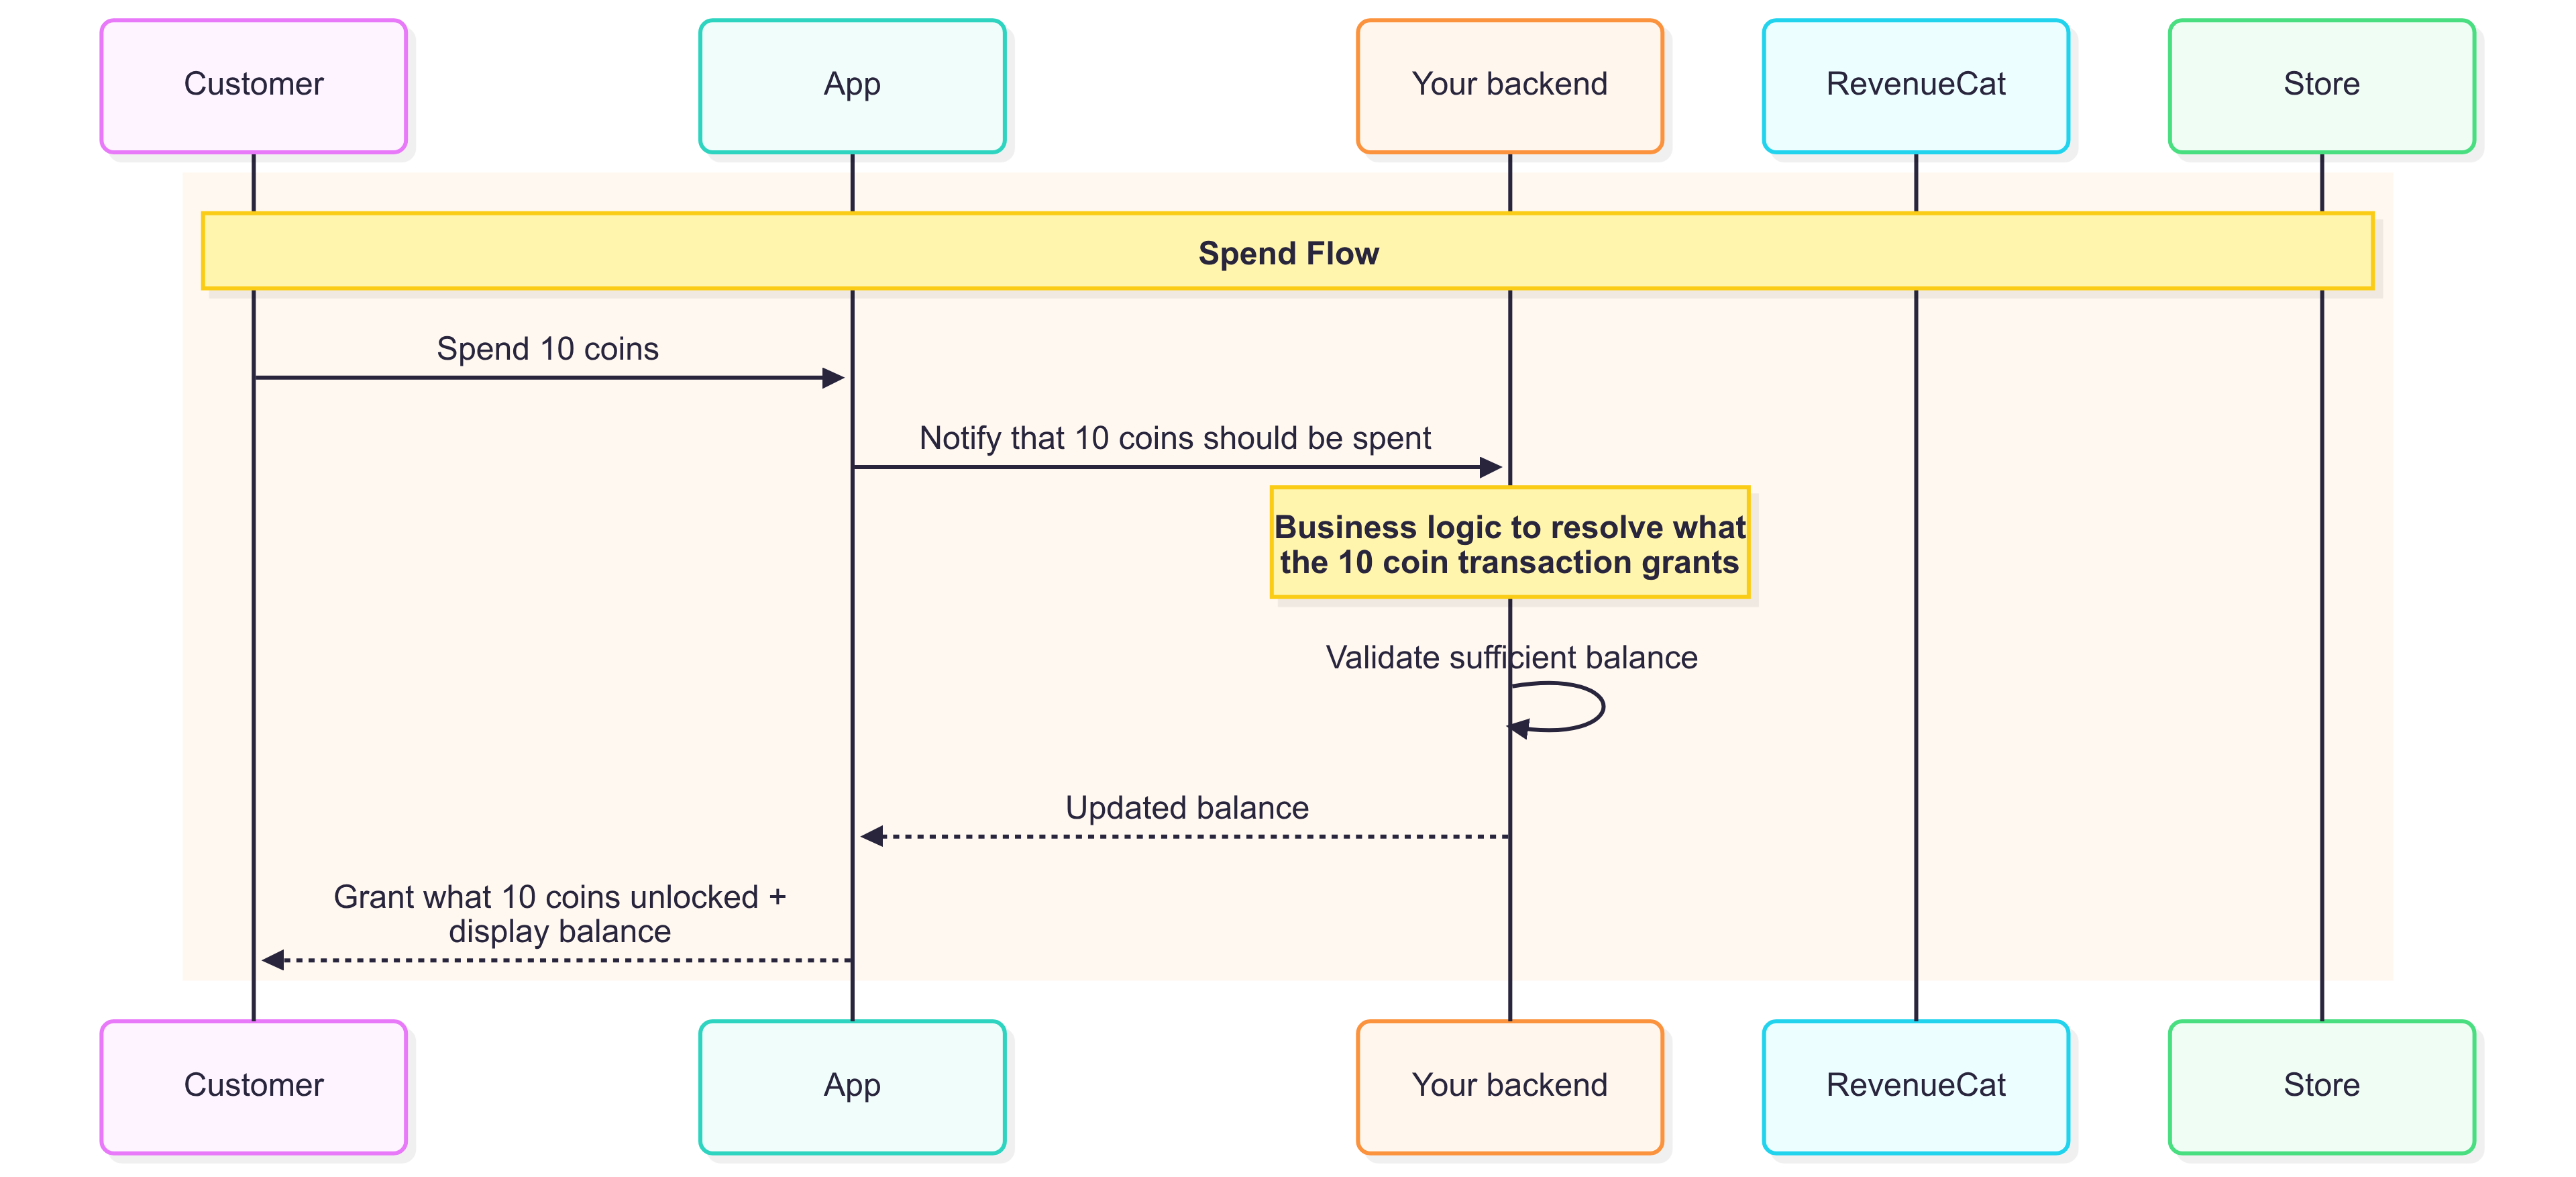 Customer
App
Your backend
RevenueCat
Store
Spend Flow
Spend 10 coins
Notify that 10 coins should be spent
Business logic to resolve what
the 10 coin transaction grants
Validate sufficient balance
Updated balance
Grant what 10 coins unlocked +
display balance
Customer
App
Your backend
RevenueCat
Store